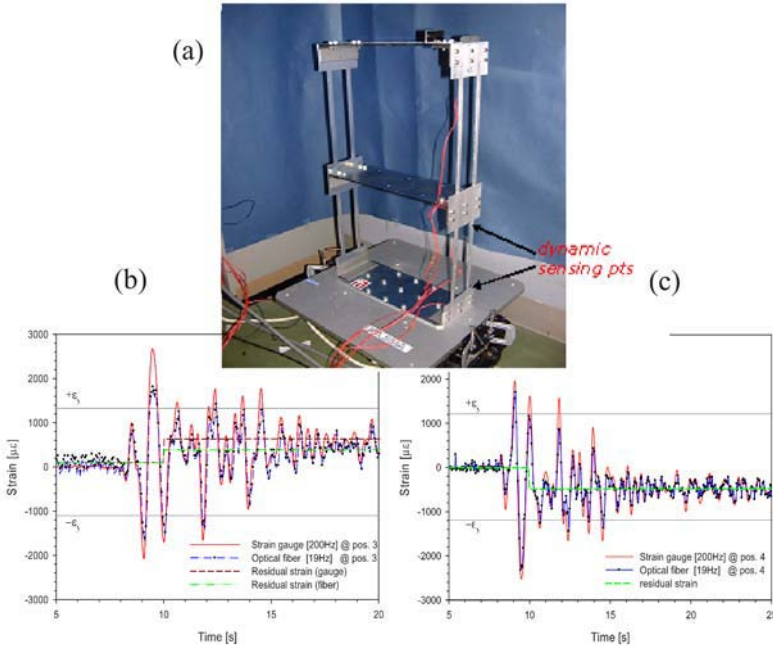 (a)
dynamic
sensing pts
(b)
(c)
3000
2000
1000
0
-1000
-2000
-3000
Strain [με]
+ε
−ε
Strain gauge [200Hz] @ pos. 3
Optical fiber [19Hz] @ pos. 3
Residual strain (gauge)
Residual strain (fiber)
5
10
15
20
Time [s]
2000
1000
0
-1000
-2000
-3000
Strain [με]
+ε
−ε
Strain gauge [200Hz] @ pos. 4
Optical fiber [19Hz] @ pos. 4
residual strain
5
10
15
20
25
Time [s]